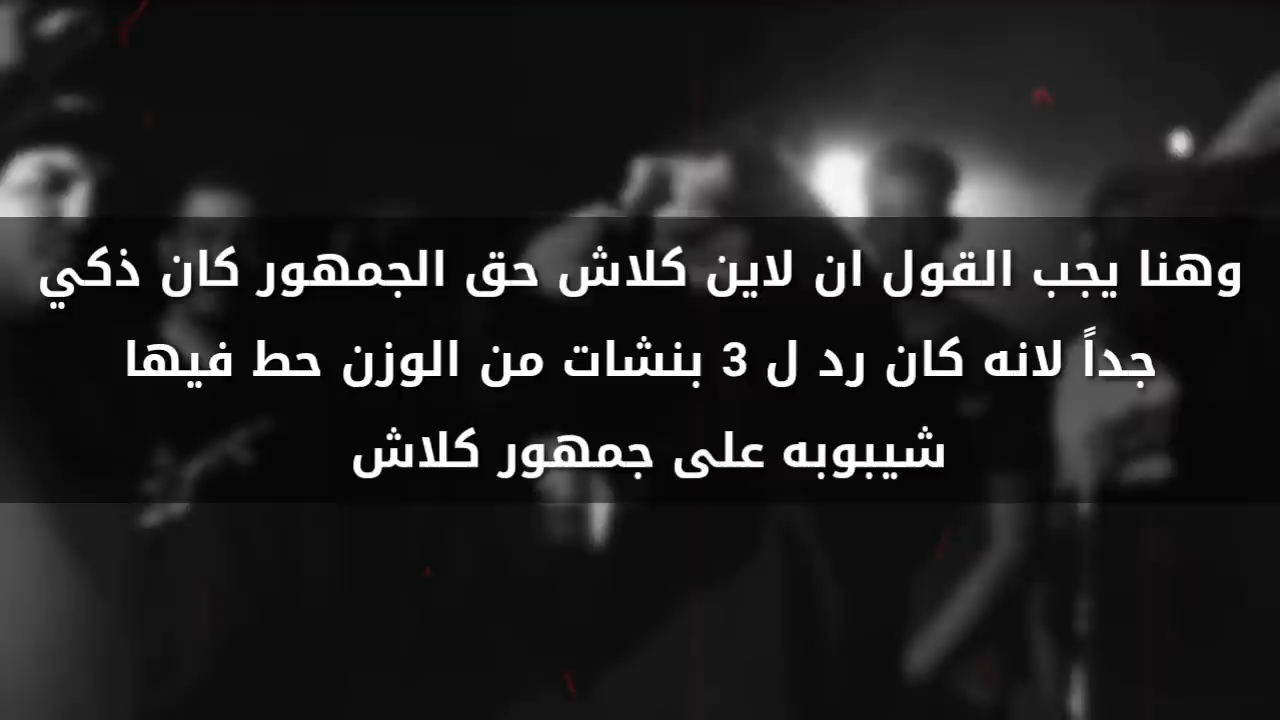 وهنا يجب القول ان لاين كلاش حق الجمهور كان ذكي
جداً لانه كان رد ل 3 بنشات من الوزن حط فيها
شيبوبه على جمهور كلاش